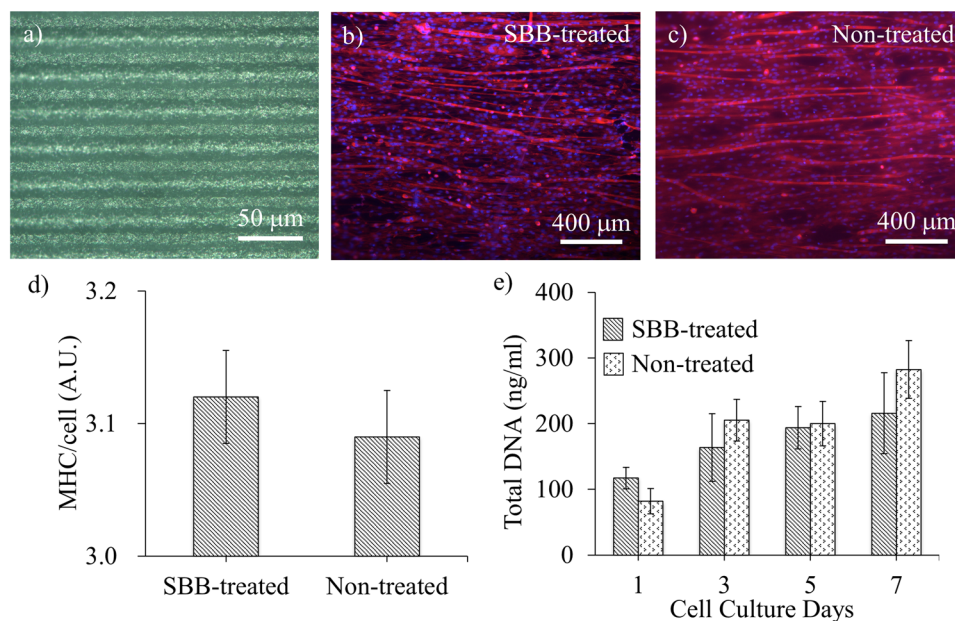 a)
50 μm
b)
SBB-treated
400 μm
c)
Non-treated
400 μm
d)
3.2
3.1
3.0
MHC/cell (A.U.)
SBB-treated
Non-treated
e)
400
300
200
100
0
Total DNA (ng/ml)
SBB-treated
Non-treated
1 3 5 7
Cell Culture Days